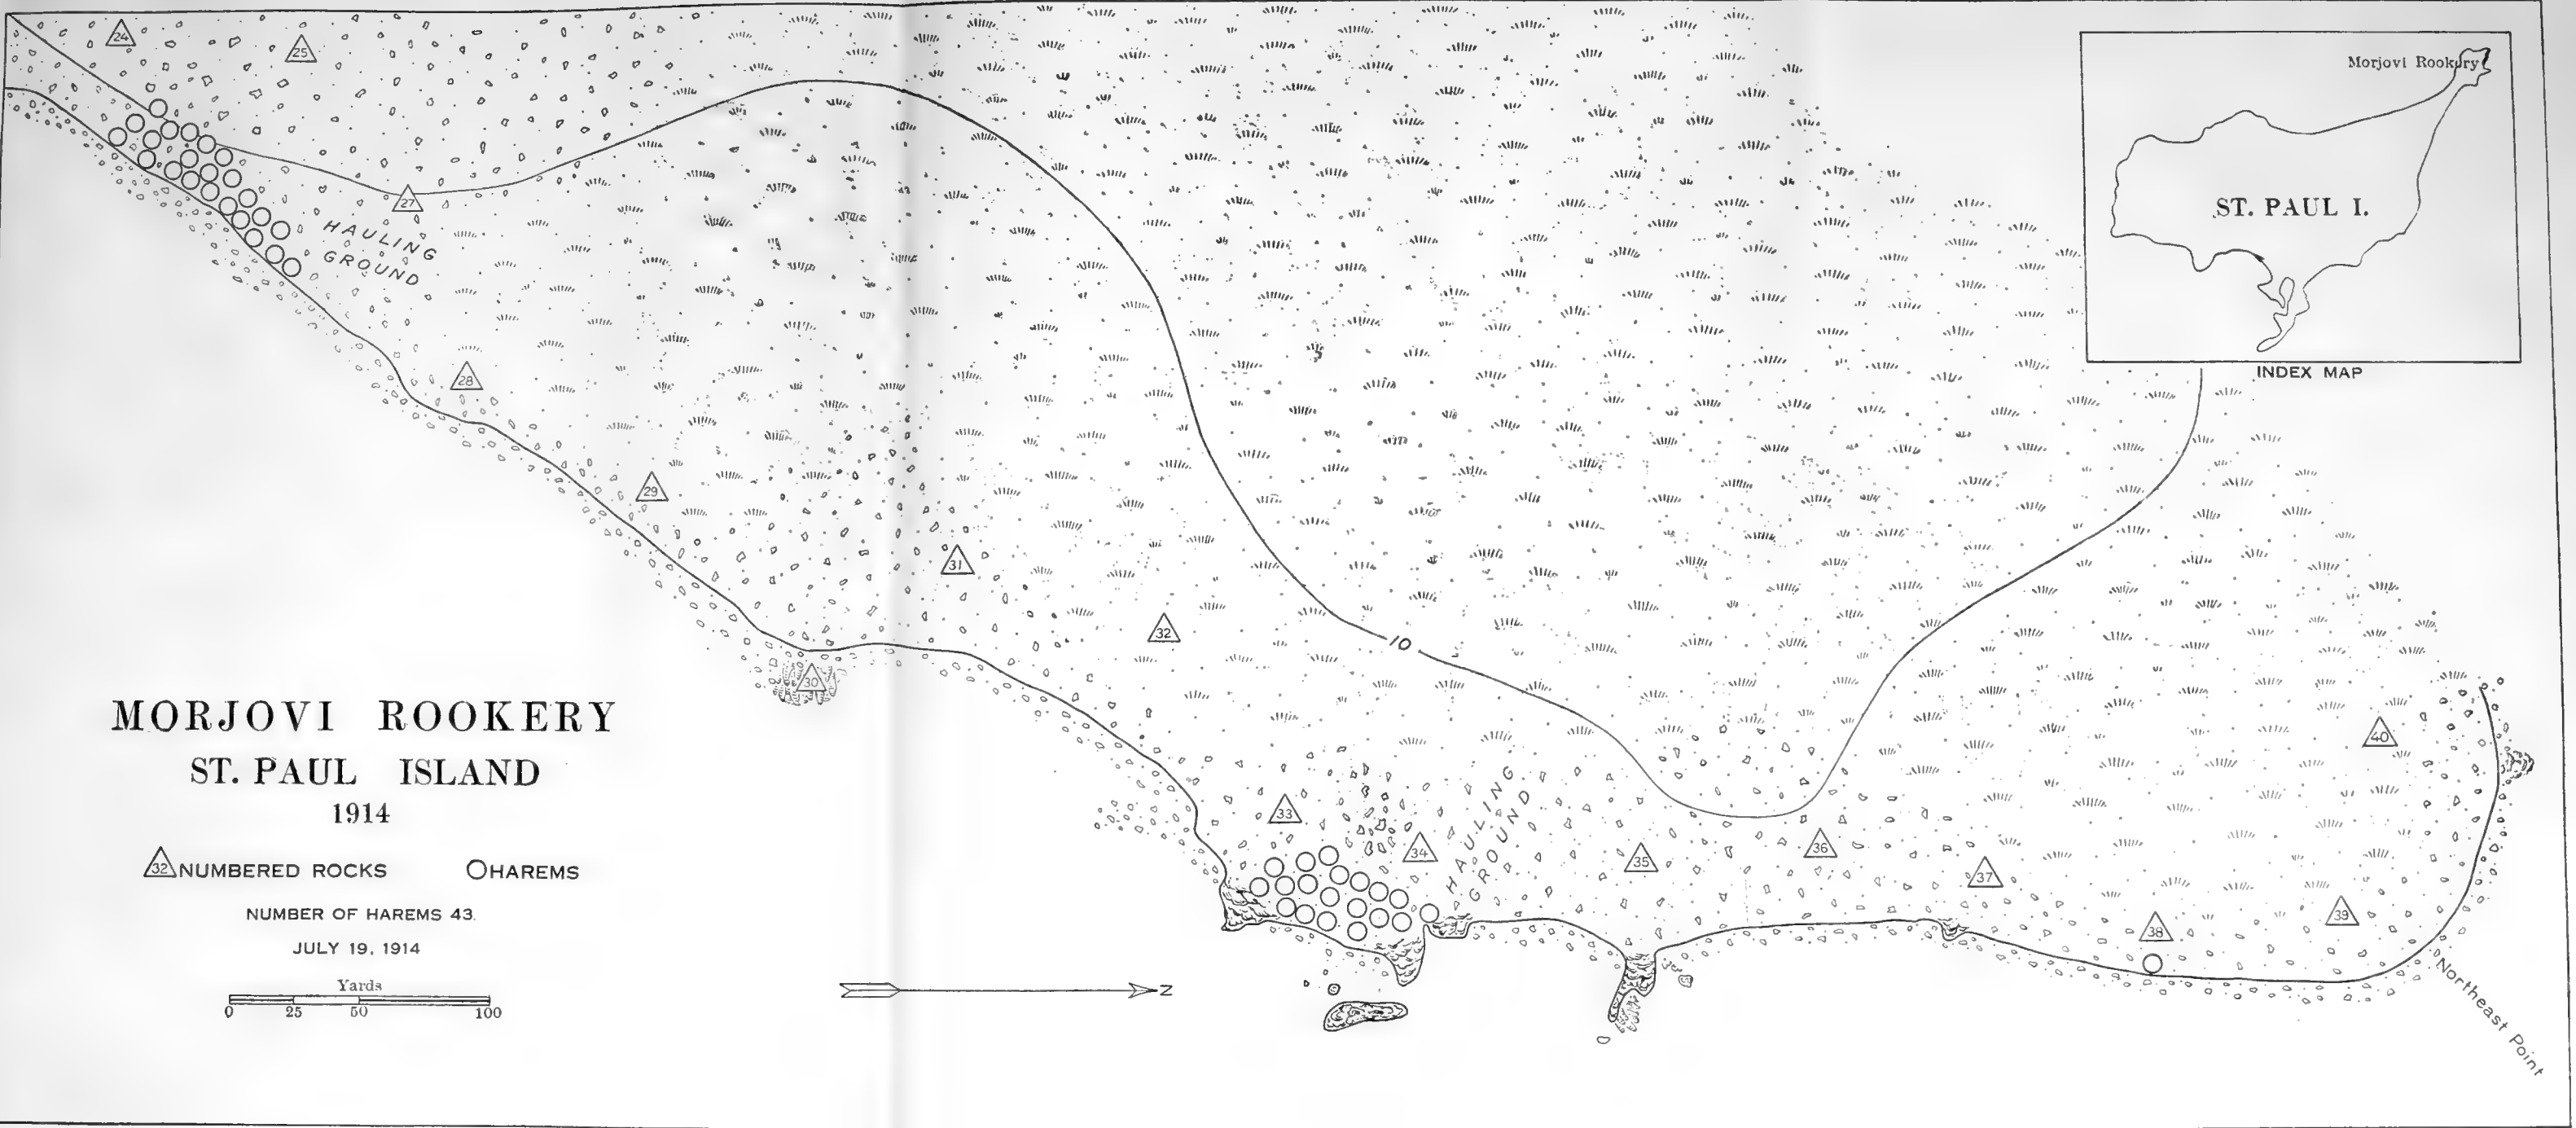 24
25
Morjovi Rookery
ST. PAUL I.
INDEX MAP
27
HAULING
GROUND
28
29
31
32
10
30
MORJOVI ROOKERY
ST. PAUL ISLAND
1914
32 NUMBERED ROCKS
HAREMS
NUMBER OF HAREMS 43.
JULY 19, 1914
Yards
0 25 50 100
N
33
34
HAULING
GROUND
35
36
37
38
39
40
Northeast Point